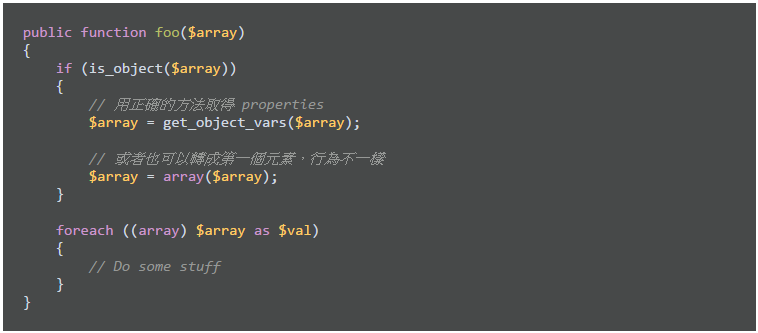 public function foo($array)
{
    if (is_object($array))
    {
        // 用正確的方法取得 properties
        $array = get_object_vars($array);

        // 或者也可以轉成第一個元素，行為不一樣
        $array = array($array);
    }

    foreach ((array) $array as $val)
    {
        // Do some stuff
    }
}